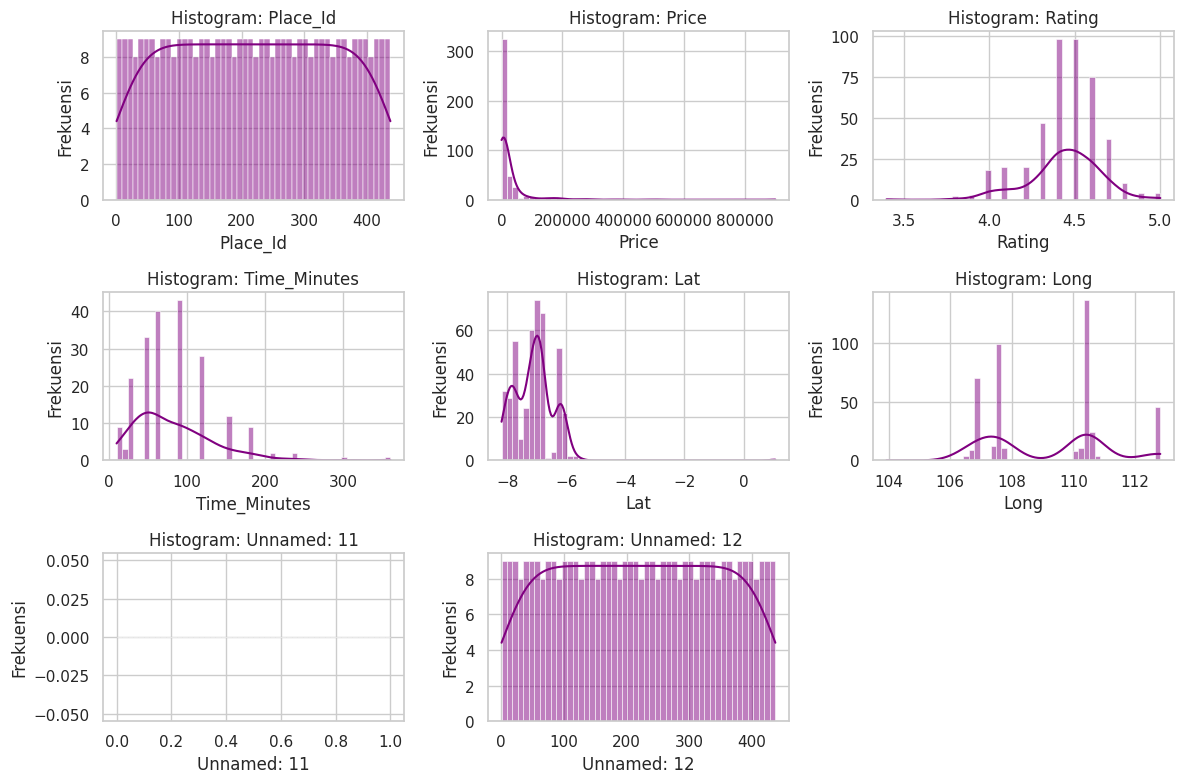 Histogram: Place_Id
Frekuensi
8
6
4
2
0
0 100 200 300 400
Place_Id
Histogram: Price
Frekuensi
300
200
100
0
0 200000 400000 600000 800000
Price
Histogram: Rating
Frekuensi
100
75
50
25
0
3.5 4.0 4.5 5.0
Rating
Histogram: Time_Minutes
Frekuensi
40
30
20
10
0
0 100 200 300
Time_Minutes
Histogram: Lat
Frekuensi
60
40
20
0
−8 −6 −4 −2 0
Lat
Histogram: Long
Frekuensi
100
50
0
104 106 108 110 112
Long
Histogram: Unnamed: 11
Frekuensi
0.050
0.025
0.000
−0.025
−0.050
0.0 0.2 0.4 0.6 0.8 1.0
Unnamed: 11
Histogram: Unnamed: 12
Frekuensi
8
6
4
2
0
0 100 200 300 400
Unnamed: 12